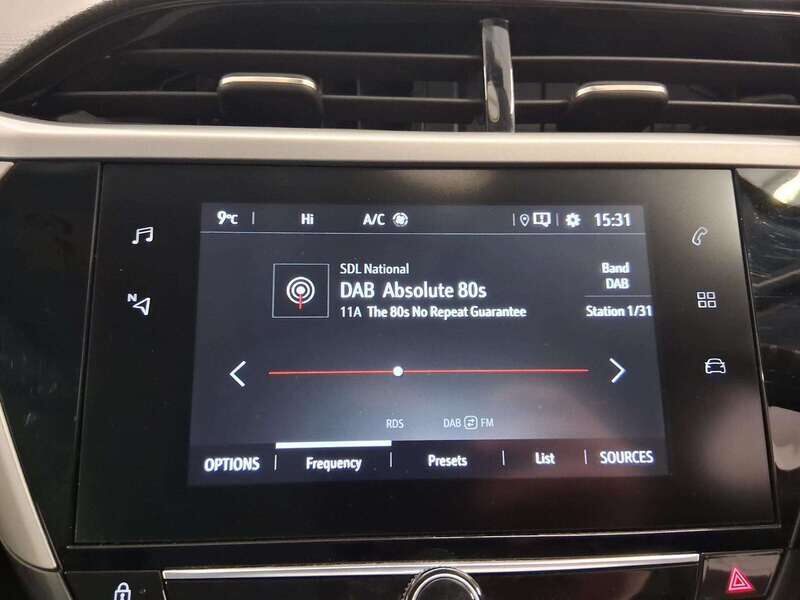 9°C Hi A/C 15:31
SDL National
DAB Absolute 80s
11A The 80s No Repeat Guarantee
Band
DAB
Station 1/31
N
RDS DAB FM
OPTIONS Frequency Presets List SOURCES